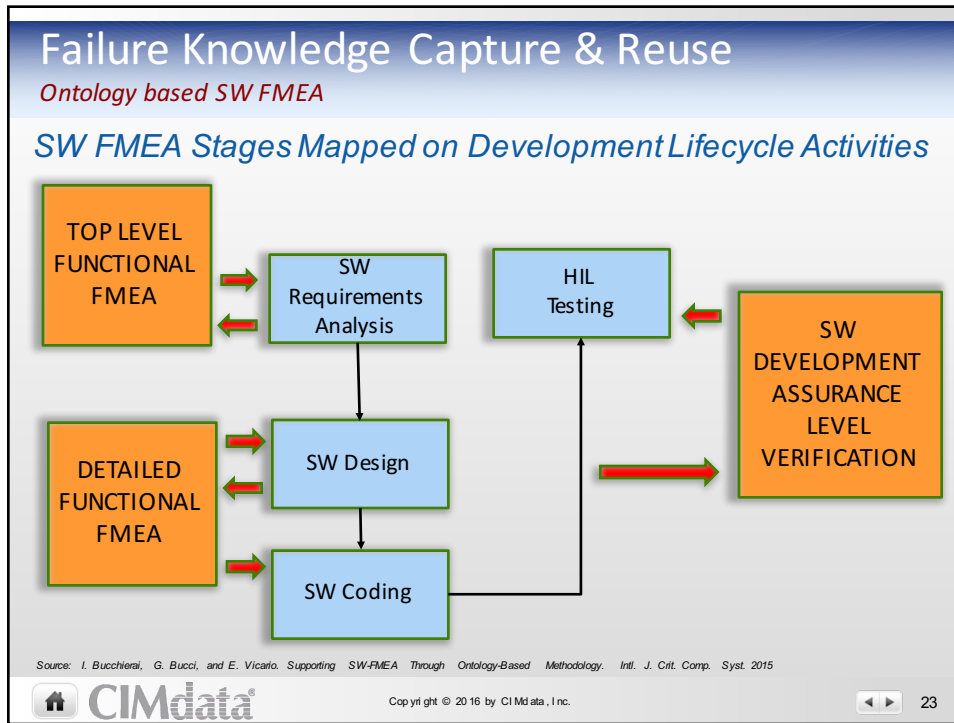 Failure Knowledge Capture & Reuse
Ontology based SW FMEA
SW FMEA Stages Mapped on Development Lifecycle Activities
TOP LEVEL
FUNCTIONAL
FMEA
SW
Requirements
Analysis
HIL
Testing
SW
DEVELOPMENT
ASSURANCE
LEVEL
VERIFICATION
DETAILED
FUNCTIONAL
FMEA
SW Design
SW Coding
Source: I. Bucchierai, G. Bucci, and E. Vicario. Supporting SW-FMEA Through Ontology-Based Methodology. Intl. J. Crit. Comp. Syst. 2015
CIMdata®
Copyright © 2016 by CIMdata, Inc.
23